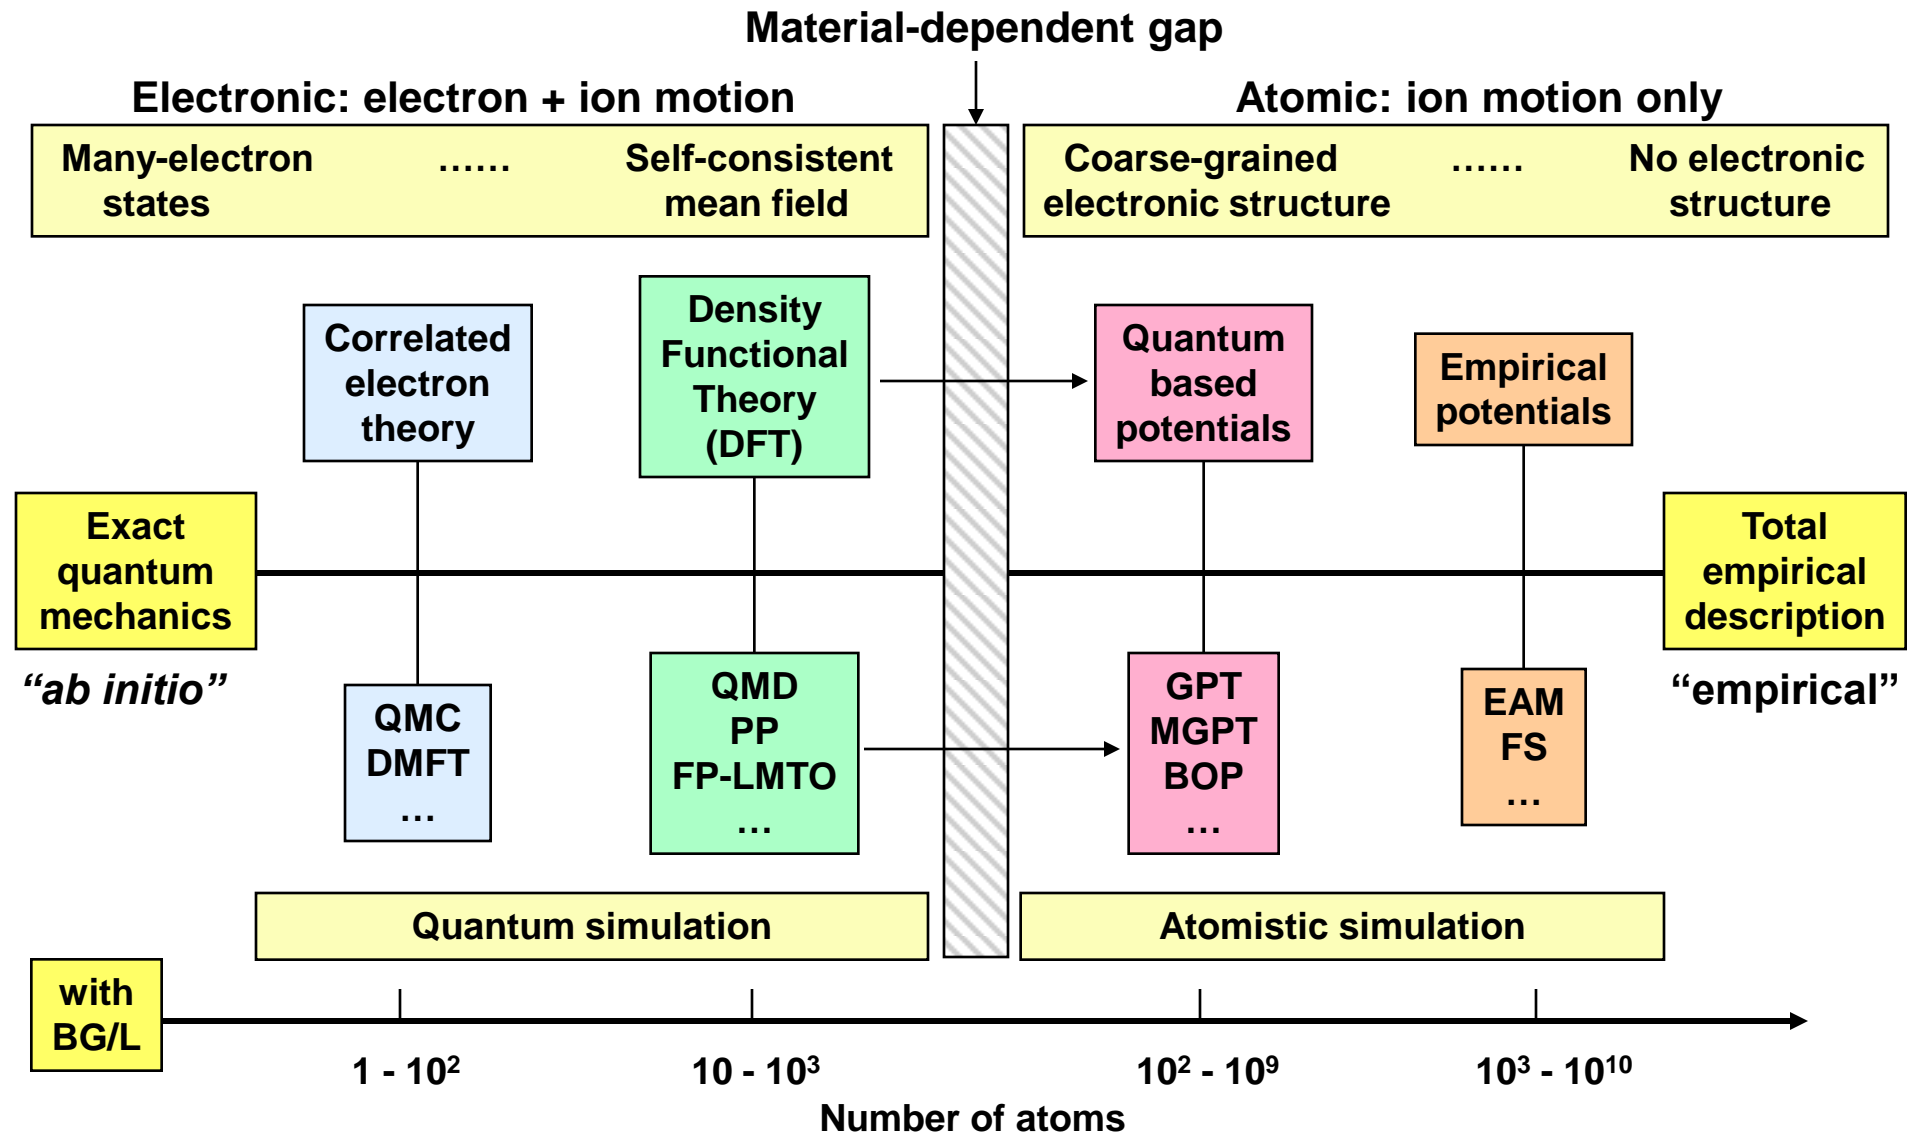 Material-dependent gap
Electronic: electron + ion motion
Atomic: ion motion only
Many-electron
states
……
Self-consistent
mean field
Coarse-grained
electronic structure
……
No electronic
structure
Correlated
electron
theory
Density
Functional
Theory
(DFT)
Quantum
based
potentials
Empirical
potentials
Exact
quantum
mechanics
Total
empirical
description
“ab initio”
“empirical”
QMC
DMFT
…
QMD
PP
FP-LMTO
…
GPT
MGPT
BOP
…
EAM
FS
…
Quantum simulation
Atomistic simulation
with
BG/L
1 - 10²
10 - 10³
10² - 10⁹
10³ - 10¹⁰
Number of atoms